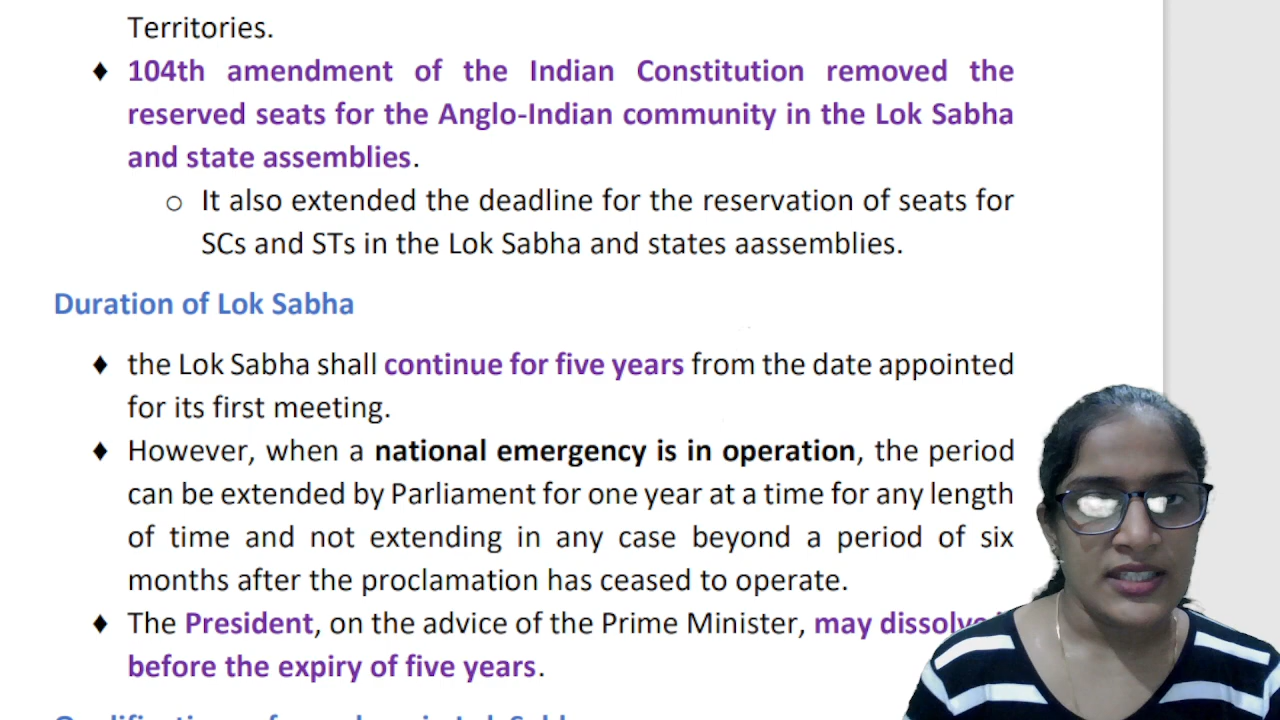 Territories.
♦ 104th amendment of the Indian Constitution removed the
reserved seats for the Anglo-Indian community in the Lok Sabha
and state assemblies.
○ It also extended the deadline for the reservation of seats for
SCs and STs in the Lok Sabha and states aassemblies.
Duration of Lok Sabha
♦ the Lok Sabha shall continue for five years from the date appointed
for its first meeting.
♦ However, when a national emergency is in operation, the period
can be extended by Parliament for one year at a time for any length
of time and not extending in any case beyond a period of six
months after the proclamation has ceased to operate.
♦ The President, on the advice of the Prime Minister, may dissolve
before the expiry of five years.